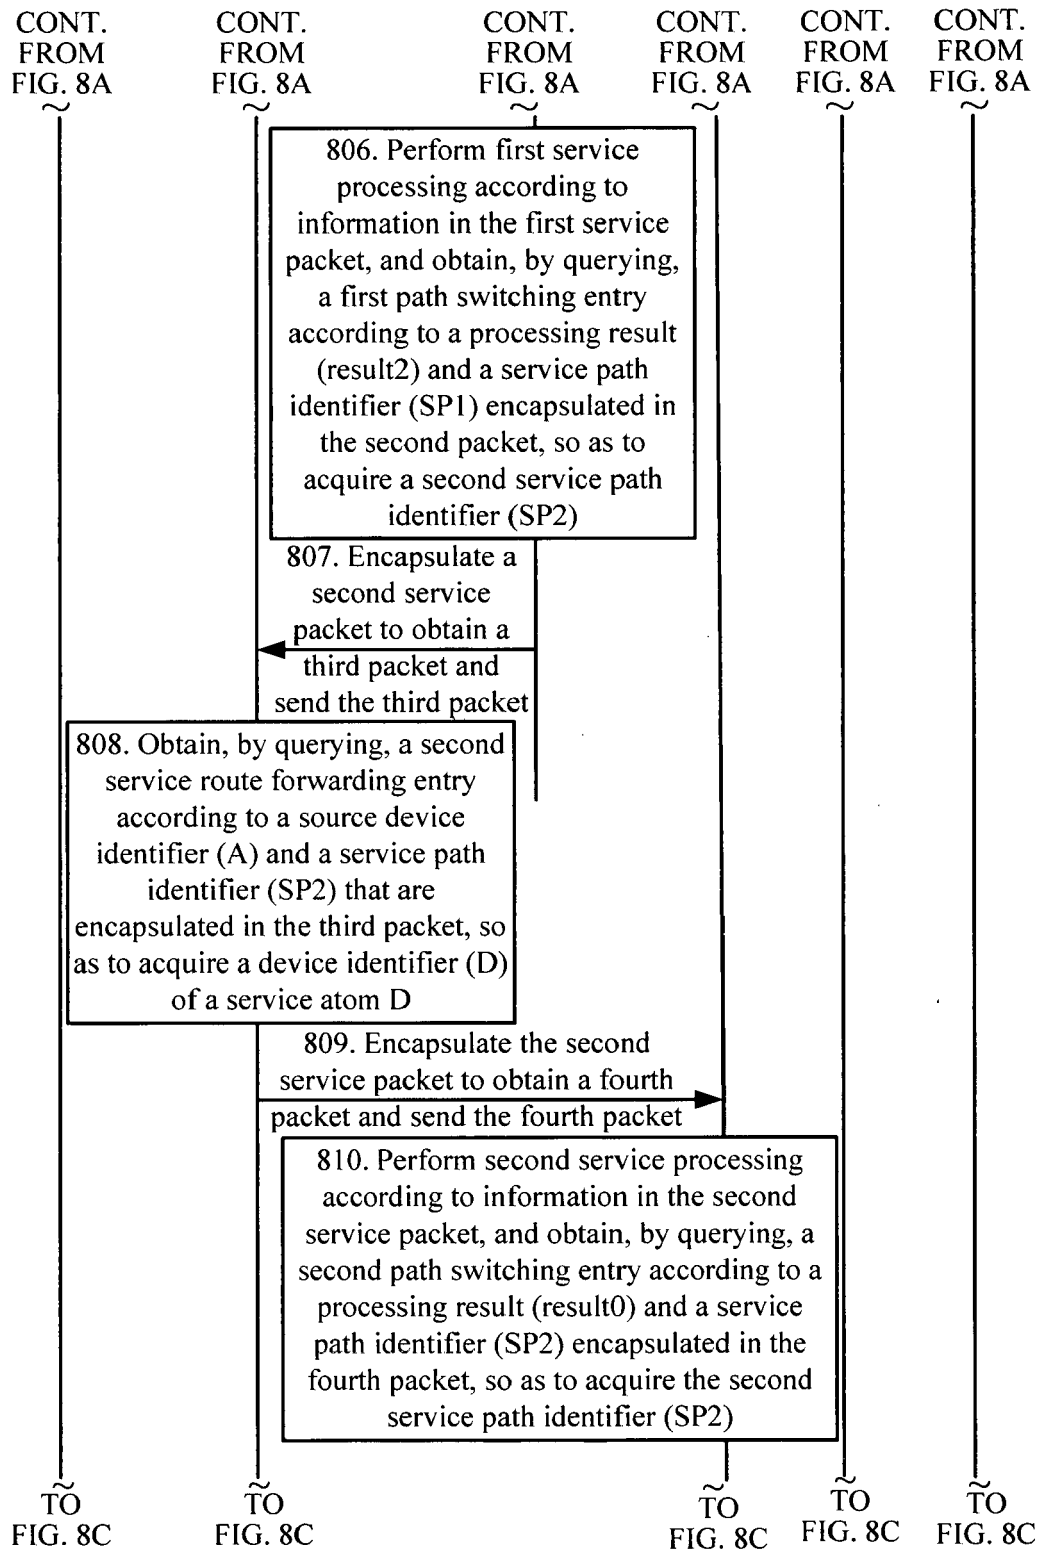 CONT. FROM FIG. 8A
CONT. FROM FIG. 8A
CONT. FROM FIG. 8A
CONT. FROM FIG. 8A
CONT. FROM FIG. 8A
CONT. FROM FIG. 8A
806. Perform first service
processing according to
information in the first service
packet, and obtain, by querying,
a first path switching entry
according to a processing result
(result2) and a service path
identifier (SP1) encapsulated in
the second packet, so as to
acquire a second service path
identifier (SP2)
807. Encapsulate a
second service
packet to obtain a
third packet and
send the third packet
808. Obtain, by querying, a second
service route forwarding entry
according to a source device
identifier (A) and a service path
identifier (SP2) that are
encapsulated in the third packet, so
as to acquire a device identifier (D)
of a service atom D
809. Encapsulate the second
service packet to obtain a fourth
packet and send the fourth packet
810. Perform second service processing
according to information in the second
service packet, and obtain, by querying, a
second path switching entry according to a
processing result (result0) and a service
path identifier (SP2) encapsulated in the
fourth packet, so as to acquire the second
service path identifier (SP2)
TO FIG. 8C
TO FIG. 8C
TO FIG. 8C
TO FIG. 8C
TO FIG. 8C